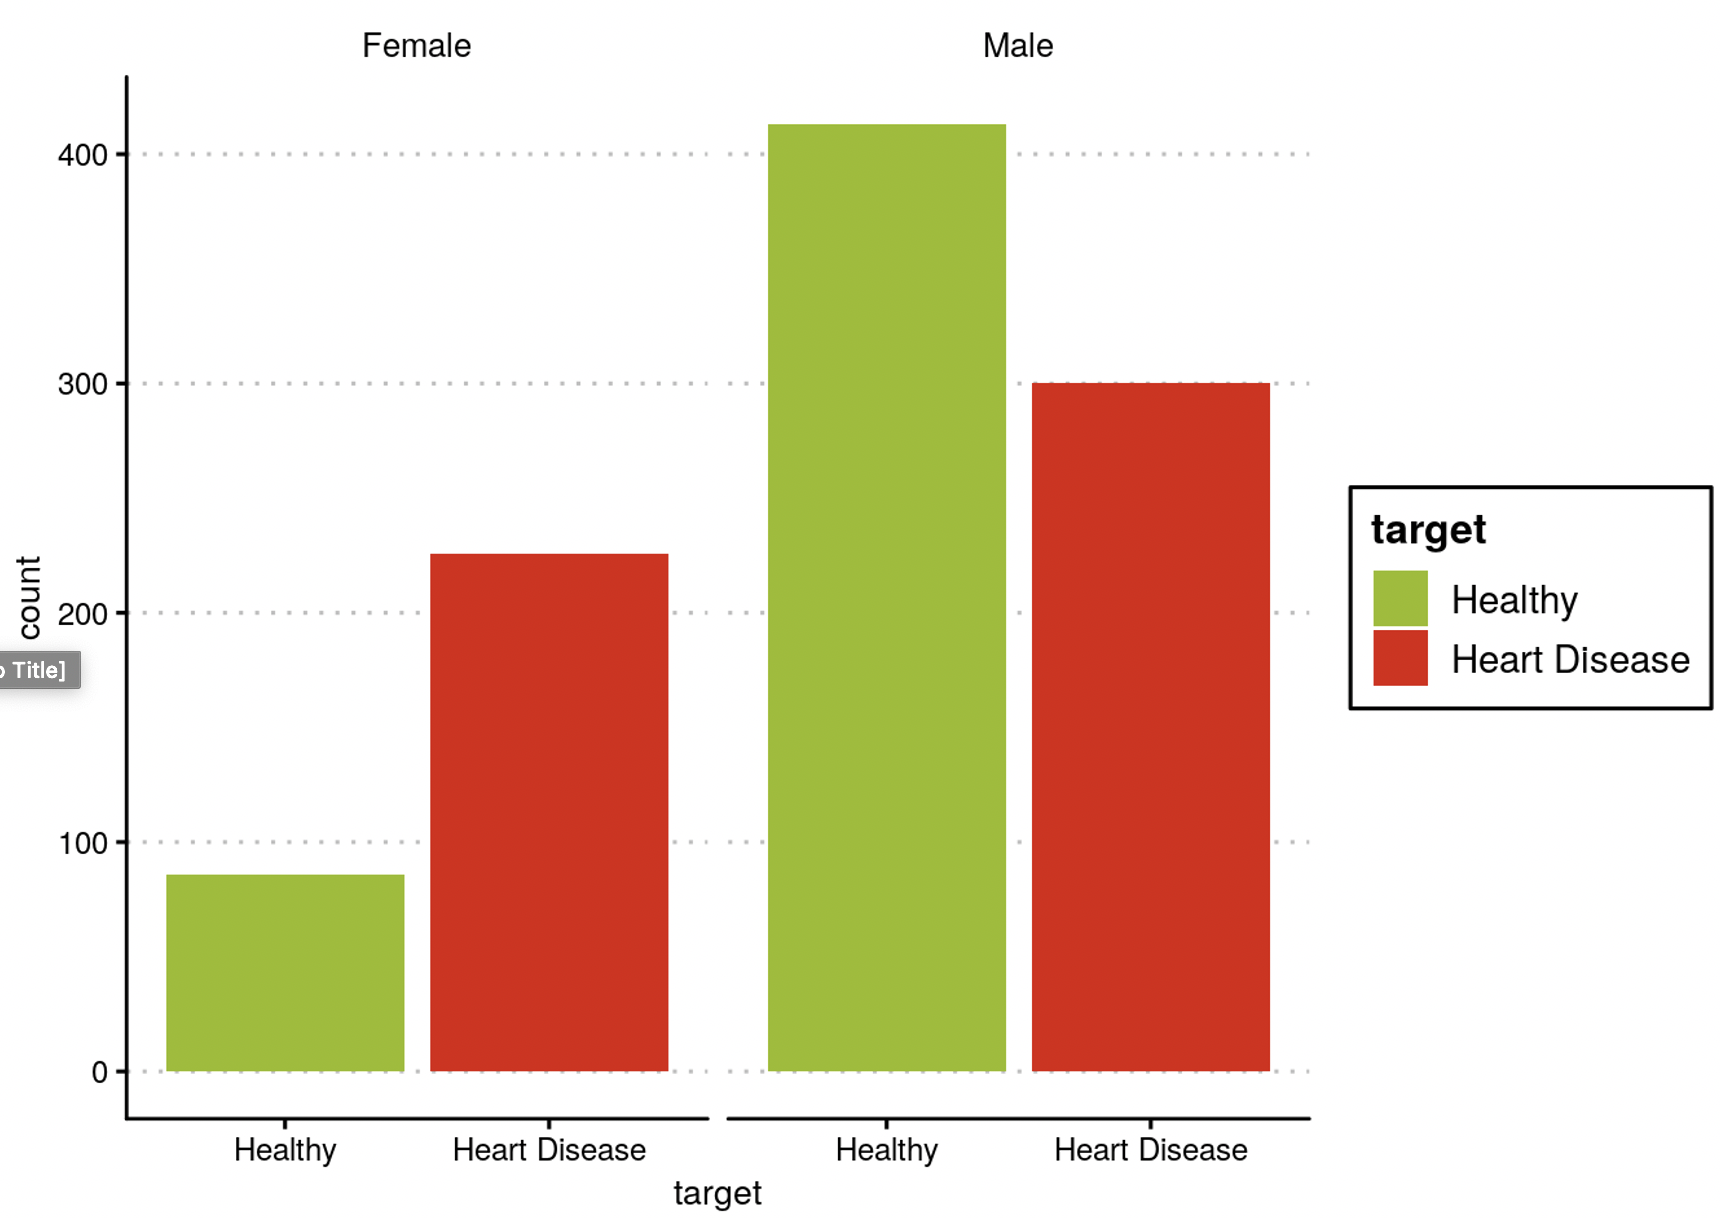 Female Male
400
300
200
100
0
count
Title]
Healthy Heart Disease Healthy Heart Disease
target
target
Healthy
Heart Disease